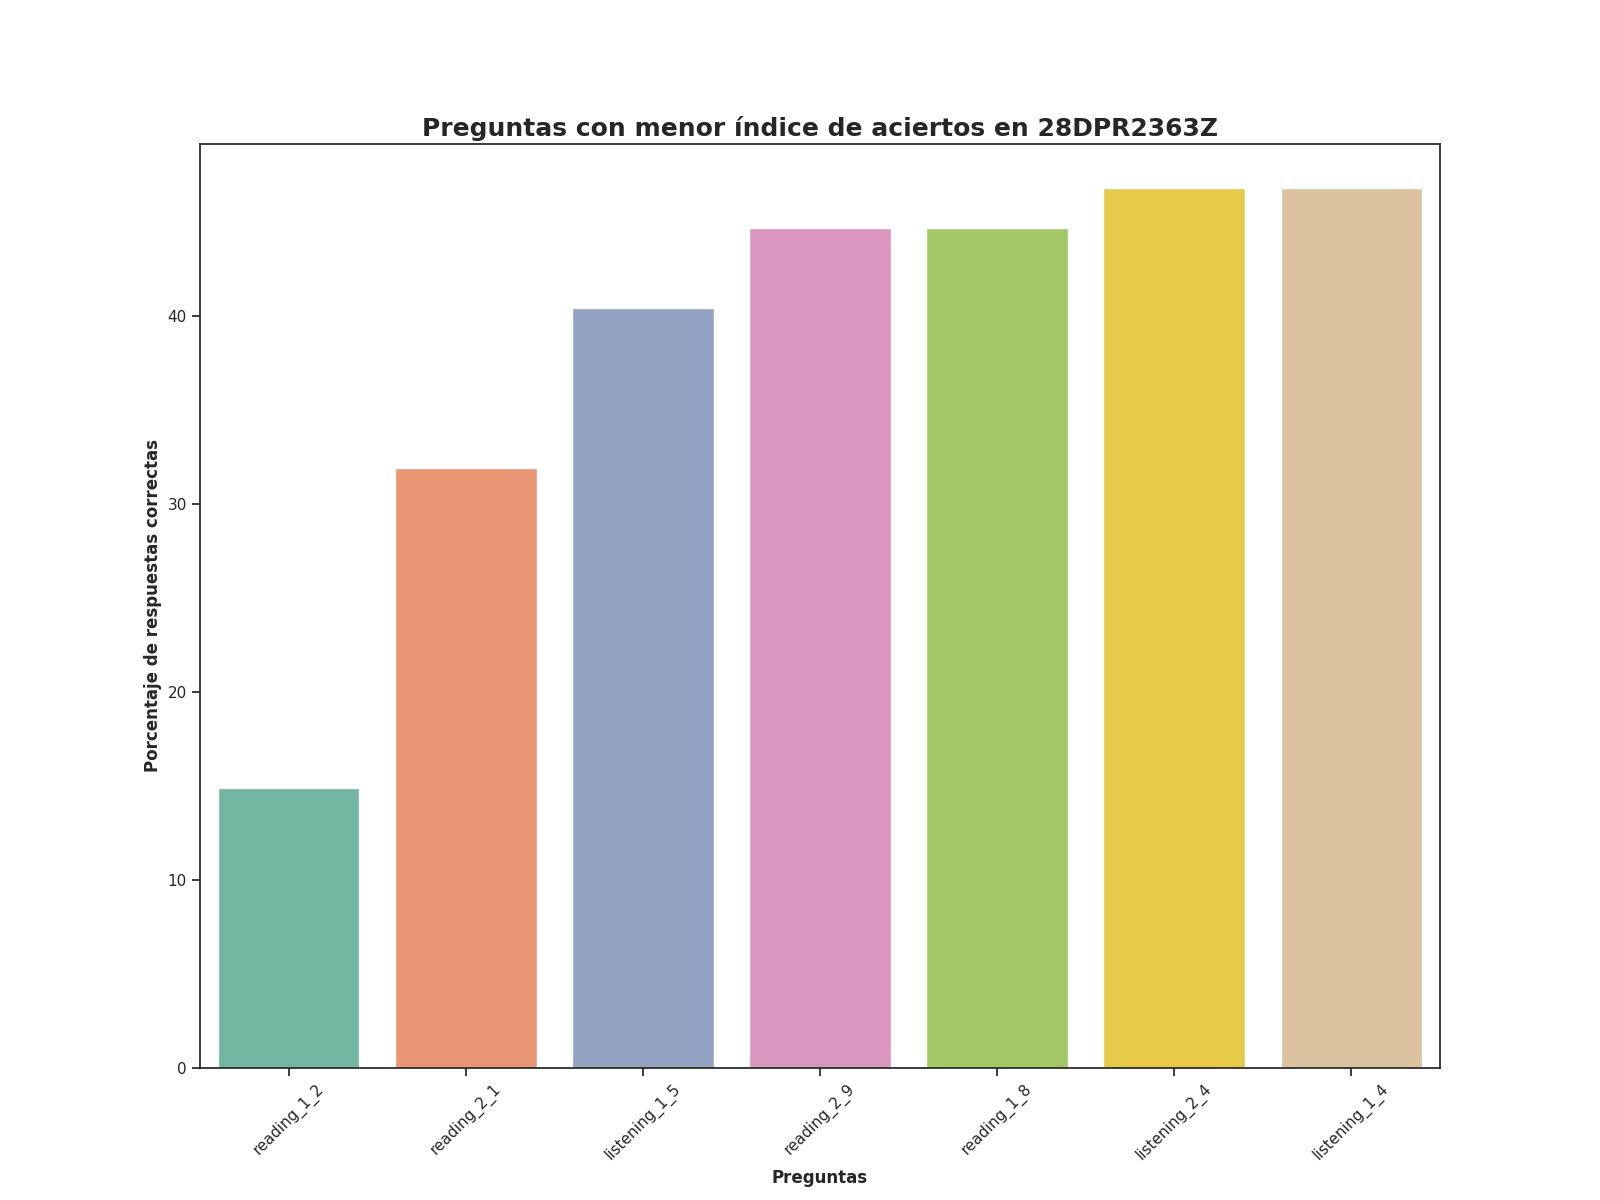 Preguntas con menor índice de aciertos en 28DPR2363Z
Porcentaje de respuestas correctas
40
30
20
10
0
reading_1_2
reading_2_1
listening_1_5
reading_2_9
reading_1_8
listening_2_4
listening_1_4
Preguntas